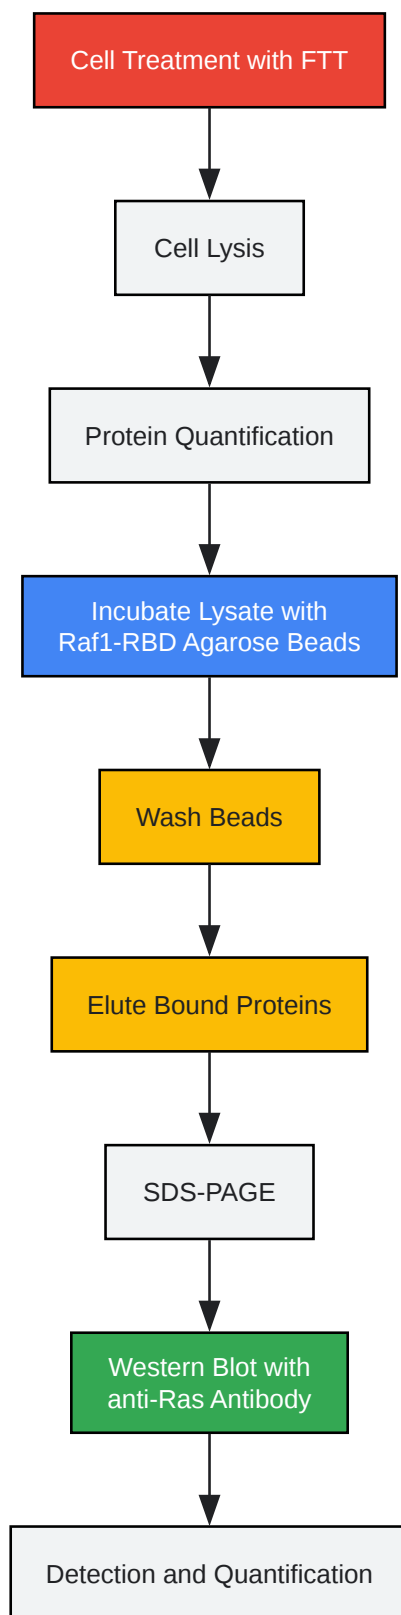 Cell Treatment with FTT
Cell Lysis
Protein Quantification
Incubate Lysate with
Raf1-RBD Agarose Beads
Wash Beads
Elute Bound Proteins
SDS-PAGE
Western Blot with
anti-Ras Antibody
Detection and Quantification